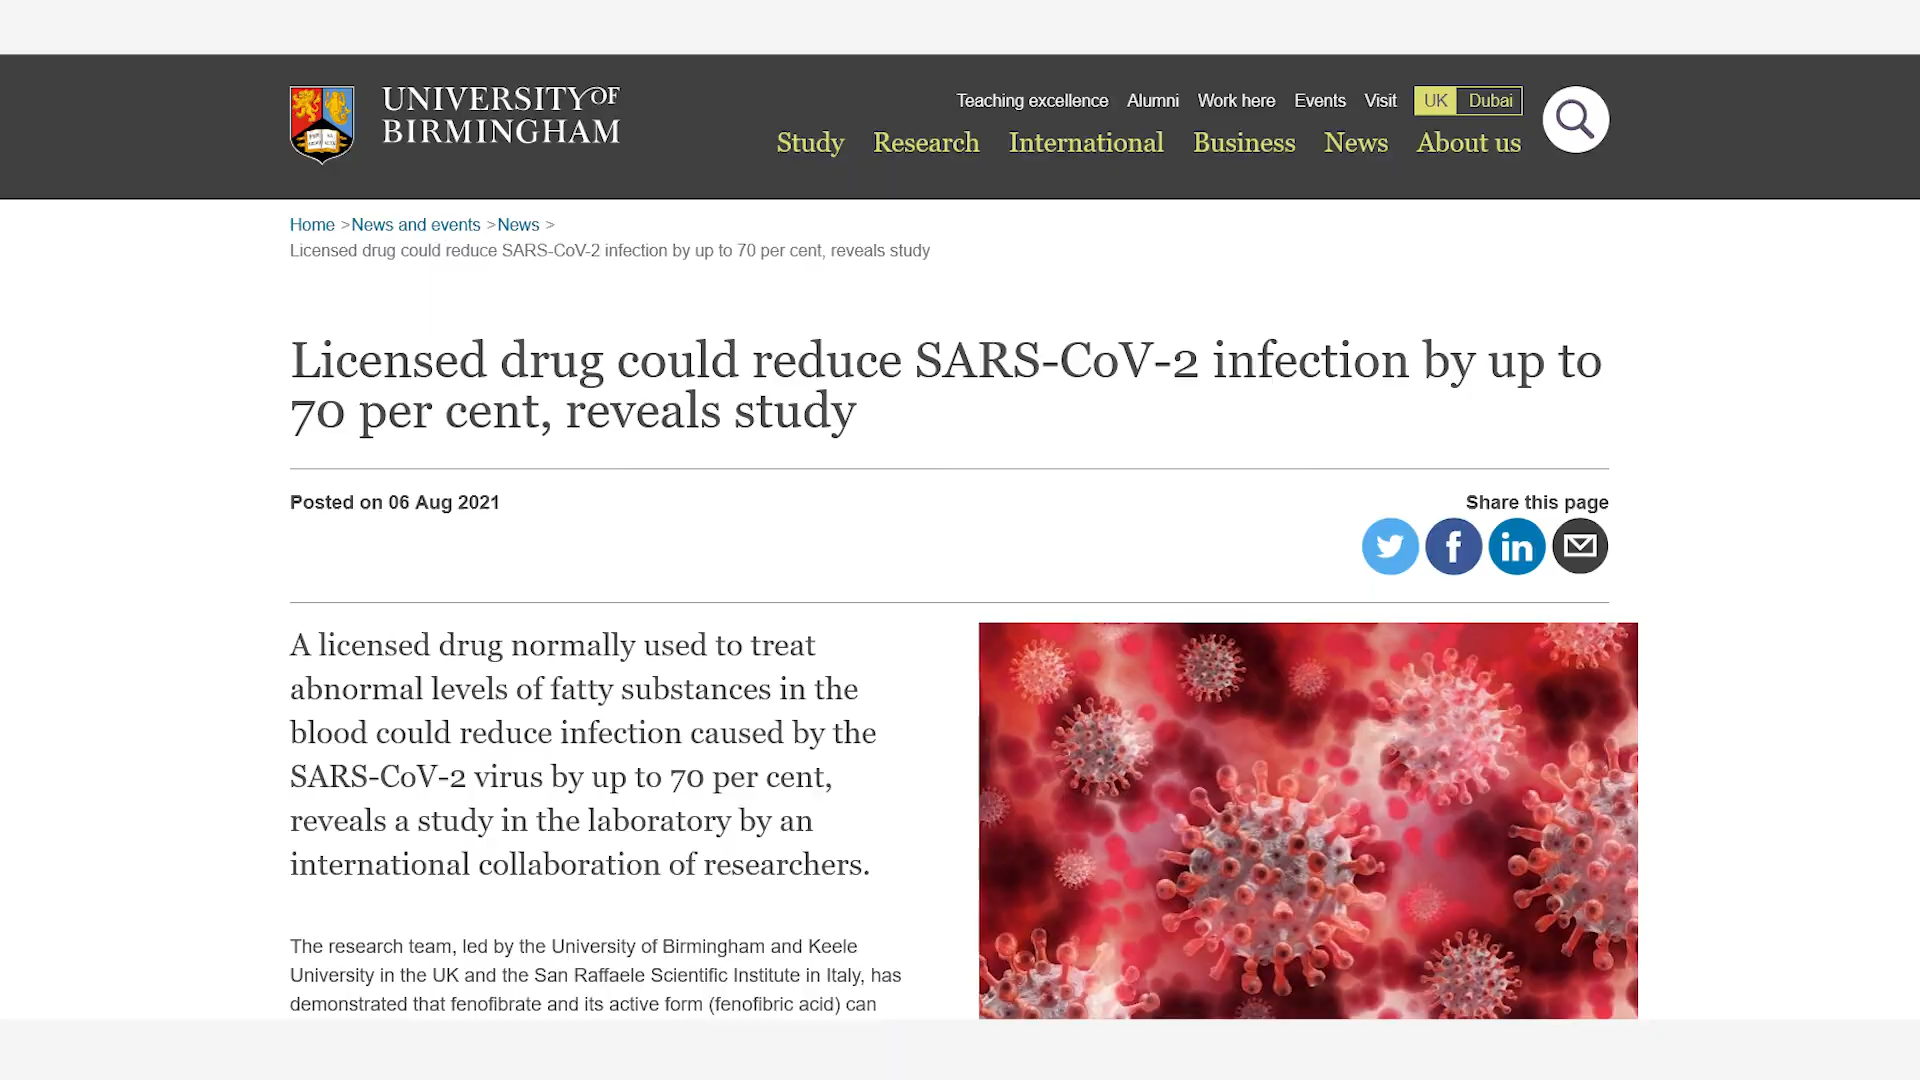 UNIVERSITY OF
BIRMINGHAM
Teaching excellence Alumni Work here Events Visit UK Dubai
Study Research International Business News About us
Home >News and events >News >
Licensed drug could reduce SARS-CoV-2 infection by up to 70 per cent, reveals study
Licensed drug could reduce SARS-CoV-2 infection by up to
70 per cent, reveals study
Posted on 06 Aug 2021
Share this page
A licensed drug normally used to treat
abnormal levels of fatty substances in the
blood could reduce infection caused by the
SARS-CoV-2 virus by up to 70 per cent,
reveals a study in the laboratory by an
international collaboration of researchers.
The research team, led by the University of Birmingham and Keele
University in the UK and the San Raffaele Scientific Institute in Italy, has
demonstrated that fenofibrate and its active form (fenofibric acid) can